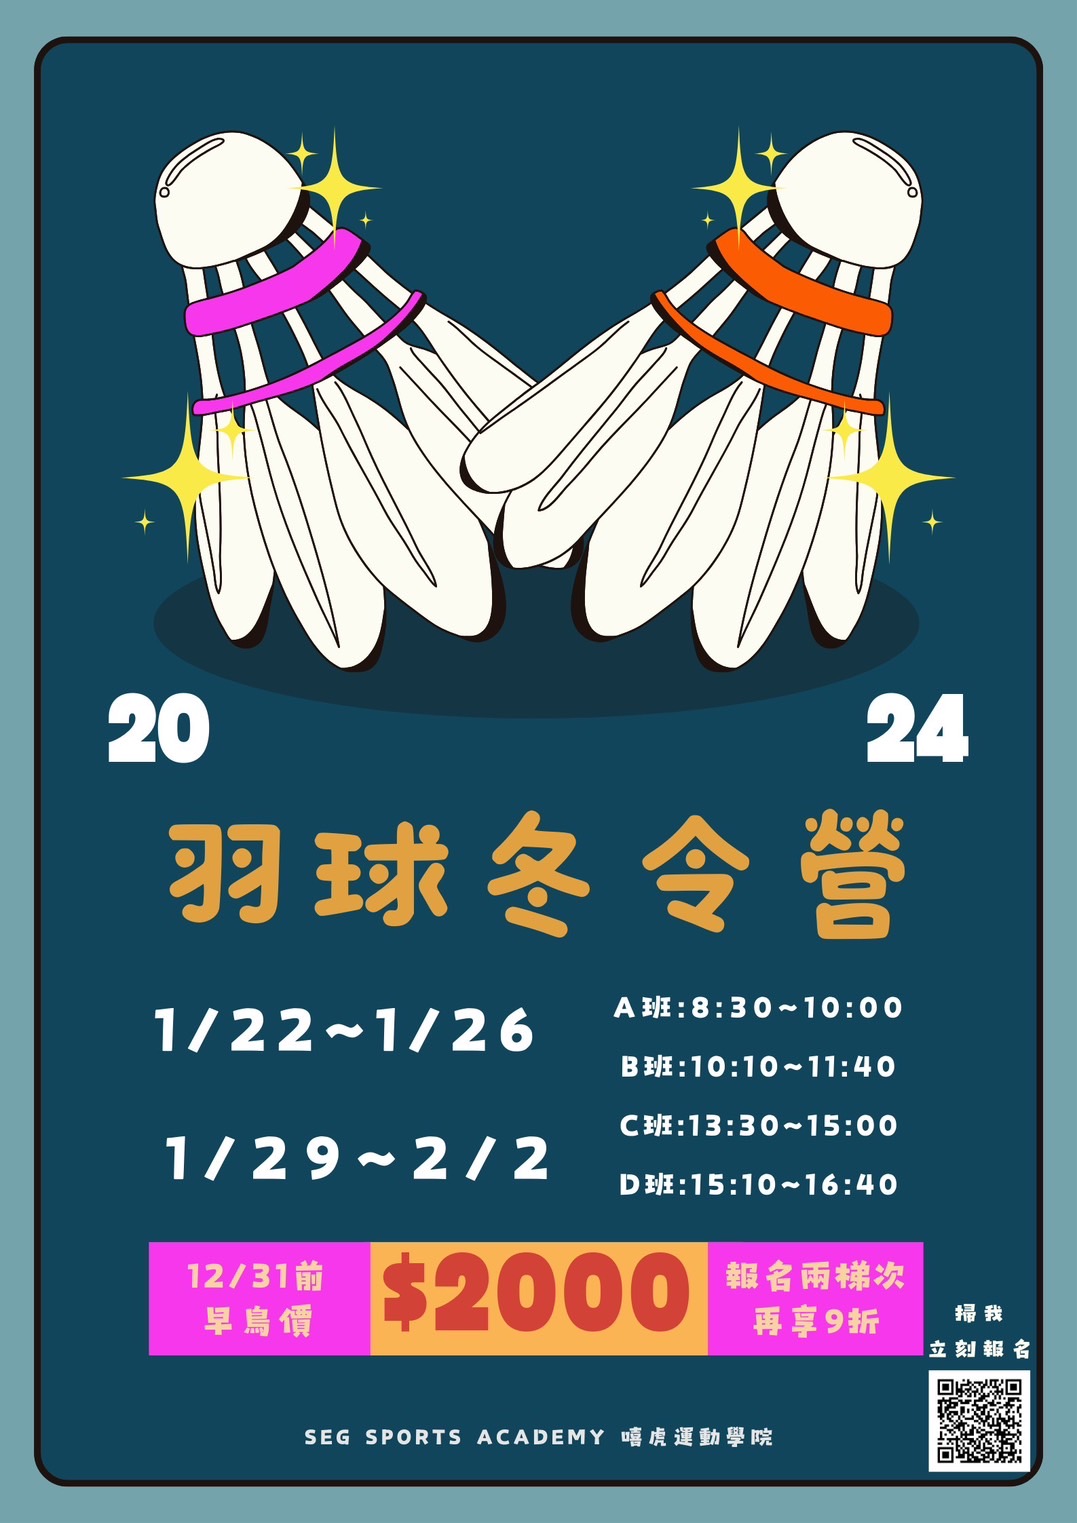 20 24
羽球冬令營
1/22~1/26
1/29~2/2
A班:8:30~10:00
B班:10:10~11:40
C班:13:30~15:00
D班:15:10~16:40
12/31前
早鳥價
$2000
報名兩梯次
再享9折
掃我
立刻報名
SEG SPORTS ACADEMY 嘻虎運動學院